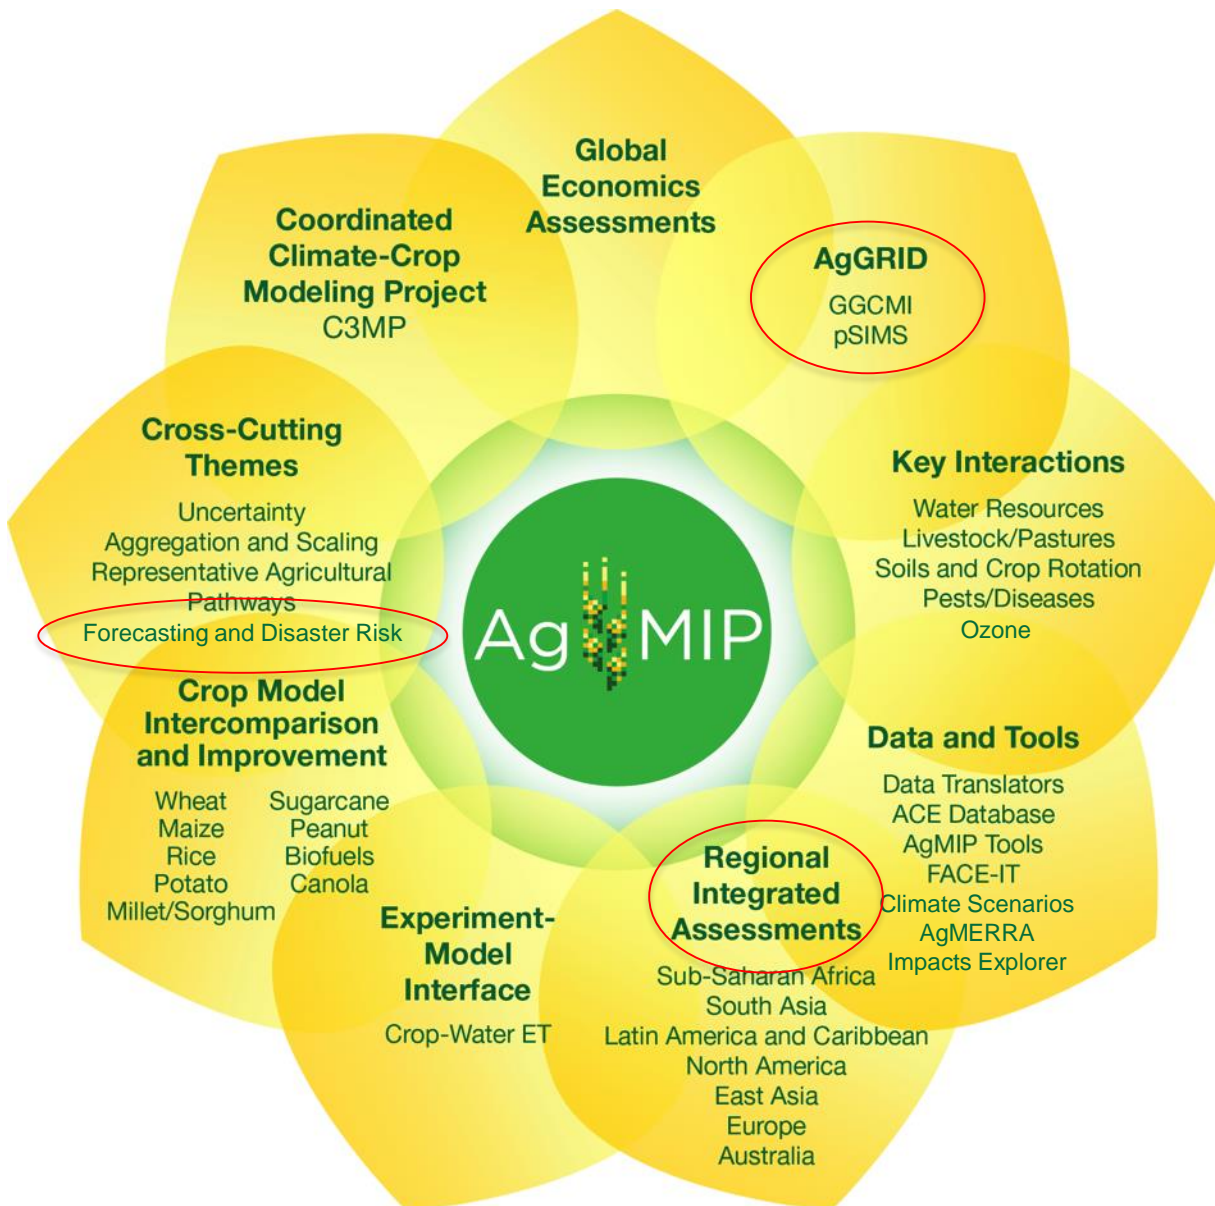 Global
Economics
Assessments
AgGRID
GGCMI
pSIMS
Key Interactions
Water Resources
Livestock/Pastures
Soils and Crop Rotation
Pests/Diseases
Ozone
Data and Tools
Data Translators
ACE Database
AgMIP Tools
FACE-IT
Climate Scenarios
AgMERRA
Impacts Explorer
Regional
Integrated
Assessments
Sub-Saharan Africa
South Asia
Latin America and Caribbean
North America
East Asia
Europe
Australia
Experiment-
Model
Interface
Crop-Water ET
Crop Model
Intercomparison
and Improvement
Wheat Sugarcane
Maize Peanut
Rice Biofuels
Potato Canola
Millet/Sorghum
Cross-Cutting
Themes
Uncertainty
Aggregation and Scaling
Representative Agricultural
Pathways
Forecasting and Disaster Risk
Coordinated
Climate-Crop
Modeling Project
C3MP
Ag MIP